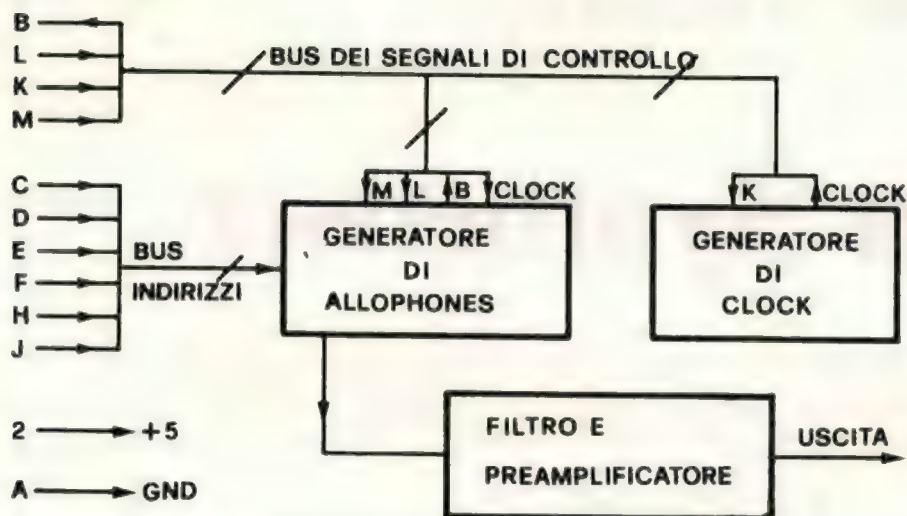 B
L
K
M
BUS DEI SEGNALI DI CONTROLLO
C
D
E
F
H
J
BUS
INDIRIZZI
M L B CLOCK
GENERATORE
DI
ALLOPHONES
K CLOCK
GENERATORE
DI
CLOCK
2 +5
A GND
FILTRO E
PREAMPLIFICATORE
USCITA